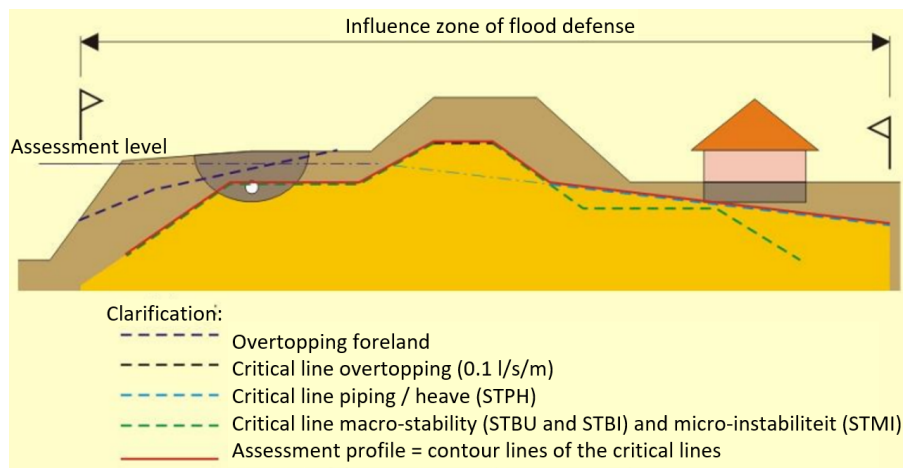 Influence zone of flood defense
Assessment level
Clarification:
Overtopping foreland
Critical line overtopping (0.1 l/s/m)
Critical line piping / heave (STPH)
Critical line macro-stability (STBU and STBI) and micro-instabiliteit (STMI)
Assessment profile = contour lines of the critical lines